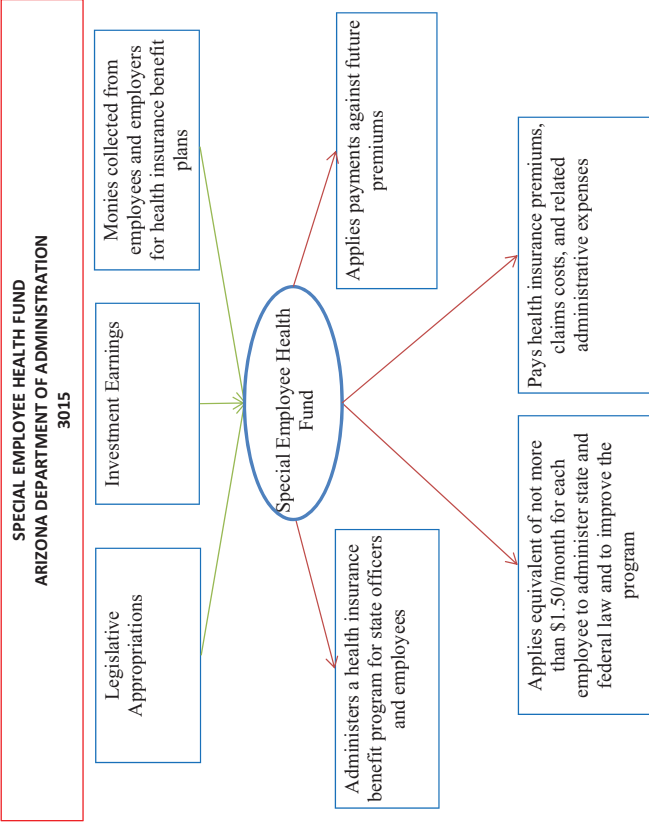 SPECIAL EMPLOYEE HEALTH FUND
ARIZONA DEPARTMENT OF ADMINISTRATION
3015
Legislative
Appropriations
Investment Earnings
Monies collected from
employees and employers
for health insurance benefit
plans
Special Employee Health
Fund
Administers a health insurance
benefit program for state officers
and employees
Applies payments against future
premiums
Applies equivalent of not more
than $1.50/month for each
employee to administer state and
federal law and to improve the
program
Pays health insurance premiums,
claims costs, and related
administrative expenses